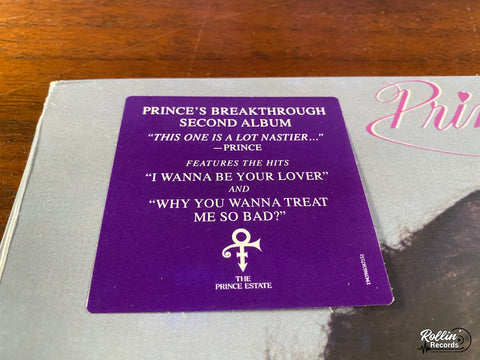 PRINCE'S BREAKTHROUGH
SECOND ALBUM
"THIS ONE IS A LOT NASTIER..."
—PRINCE
FEATURES THE HITS
"I WANNA BE YOUR LOVER"
AND
"WHY YOU WANNA TREAT
ME SO BAD?"
THE
PRINCE ESTATE
Prin
Rollin
Records